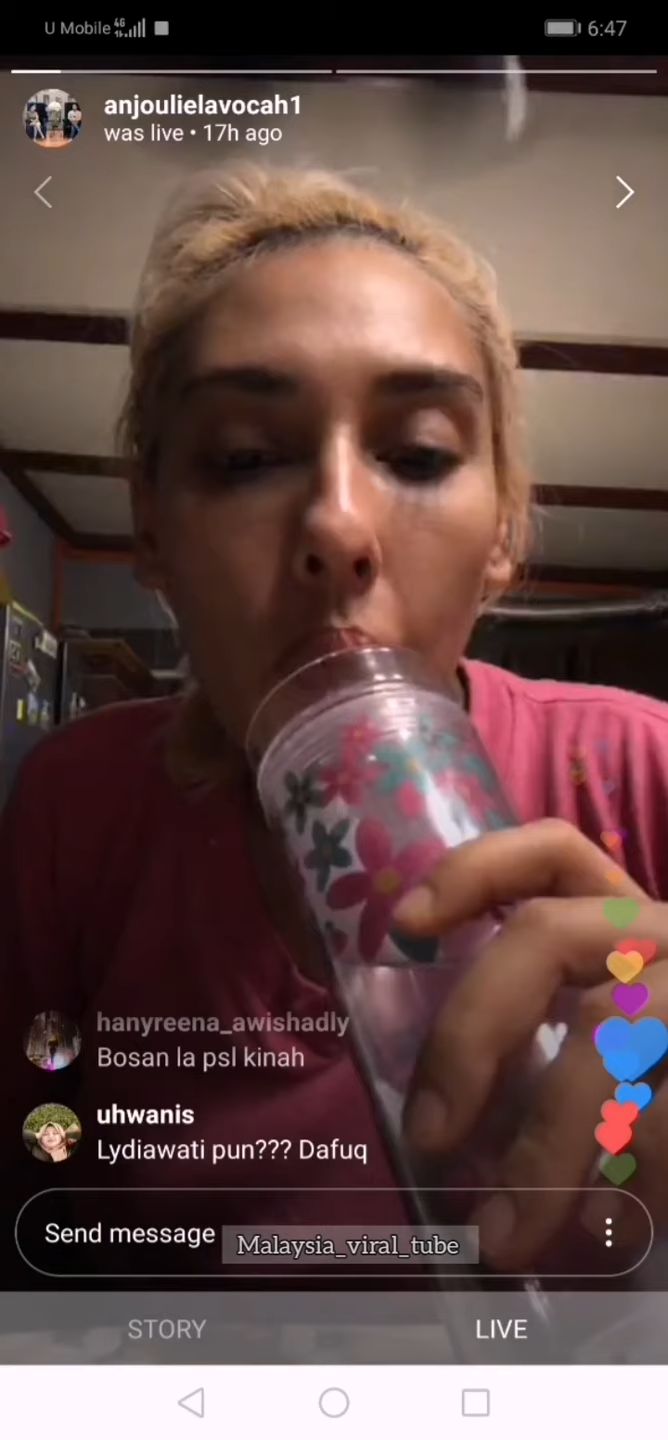 U Mobile 4G 6:47
anjoulielavocah1
was live • 17h ago
hanyreena_awishadly
Bosan la psl kinah
uhwanis
Lydiawati pun??? Dafuq
Send message
Malaysia_viral_tube
STORY LIVE